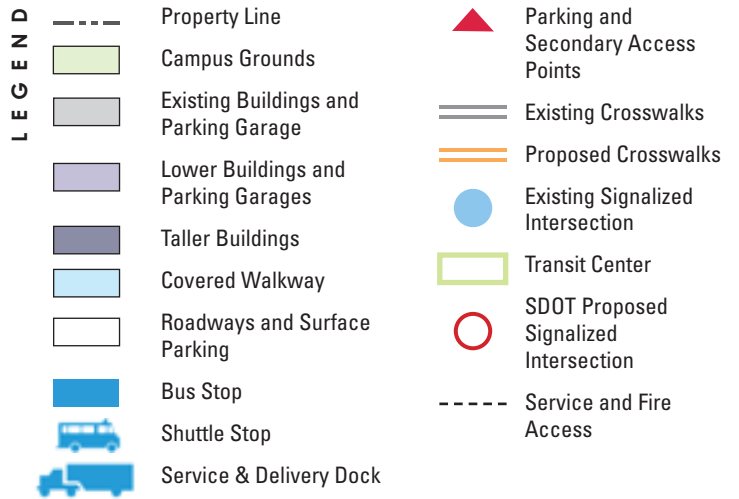 LEGEND
Property Line
Campus Grounds
Existing Buildings and
Parking Garage
Lower Buildings and
Parking Garages
Taller Buildings
Covered Walkway
Roadways and Surface
Parking
Bus Stop
Shuttle Stop
Service & Delivery Dock
Parking and
Secondary Access
Points
Existing Crosswalks
Proposed Crosswalks
Existing Signalized
Intersection
Transit Center
SDOT Proposed
Signalized
Intersection
Service and Fire
Access